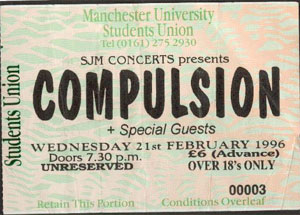 Manchester University
Students Union
Tel (0161) 275 2930
Students Union
SJM CONCERTS presents
COMPULSION
+ Special Guests
WEDNESDAY 21st FEBRUARY 1996
Doors 7.30 p.m. £6 (Advance)
UNRESERVED OVER 18's ONLY
00003
Retain This Portion Conditions Overleaf